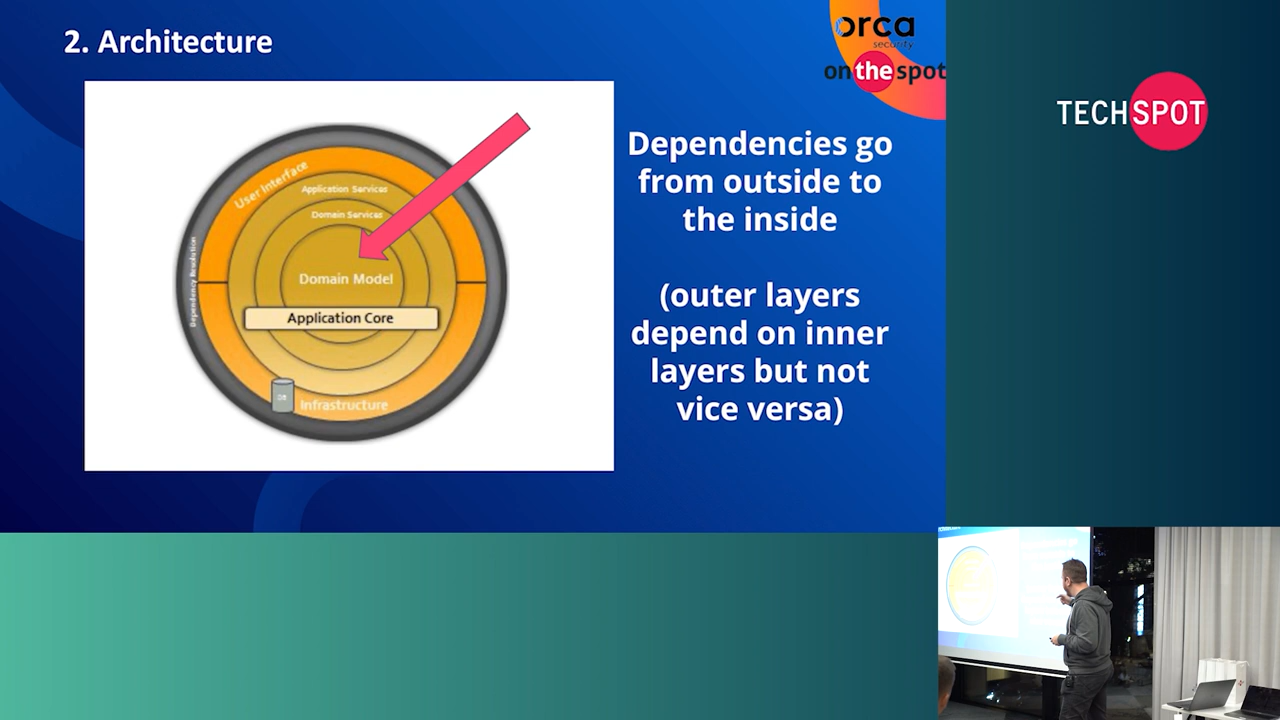 2. Architecture
orca
security
on the spot
TECHSPOT
User Interface
Application Services
Domain Services
Domain Model
Application Core
Infrastructure
DB
Dependency Resolution
Dependencies go
from outside to
the inside
(outer layers
depend on inner
layers but not
vice versa)